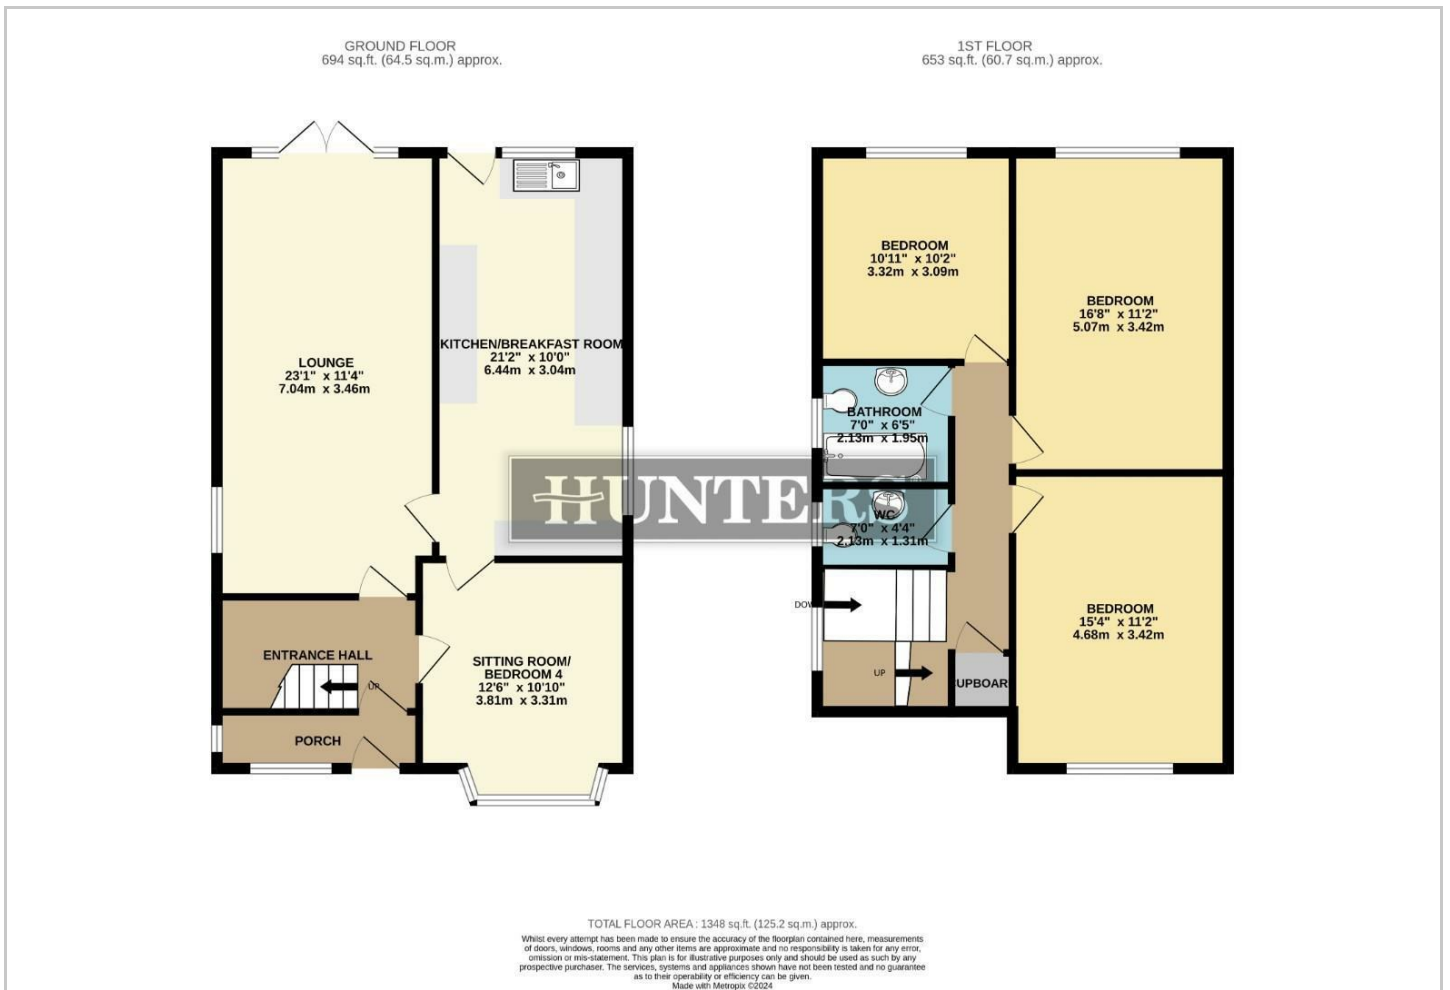 GROUND FLOOR
694 sq.ft. (64.5 sq.m.) approx.
1ST FLOOR
653 sq.ft. (60.7 sq.m.) approx.
LOUNGE
23'1" x 11'4"
7.04m x 3.46m
KITCHEN/BREAKFAST ROOM
21'2" x 10'0"
6.44m x 3.04m
ENTRANCE HALL
UP
PORCH
SITTING ROOM/
BEDROOM 4
12'6" x 10'10"
3.81m x 3.31m
HUNTERS
BEDROOM
10'11" x 10'2"
3.32m x 3.09m
BEDROOM
16'8" x 11'2"
5.07m x 3.42m
BATHROOM
7'0" x 6'5"
2.13m x 1.95m
WC
7'0" x 4'4"
2.13m x 1.31m
DOW
UP
UPBOAR
BEDROOM
15'4" x 11'2"
4.68m x 3.42m
TOTAL FLOOR AREA : 1348 sq.ft. (125.2 sq.m.) approx.
Whilst every attempt has been made to ensure the accuracy of the floorplan contained here, measurements
of doors, windows, rooms and any other items are approximate and no responsibility is taken for any error,
omission or mis-statement. This plan is for illustrative purposes only and should be used as such by any
prospective purchaser. The services, systems and appliances shown have not been tested and no guarantee
as to their operability or efficiency can be given.
Made with Metropix ©2024